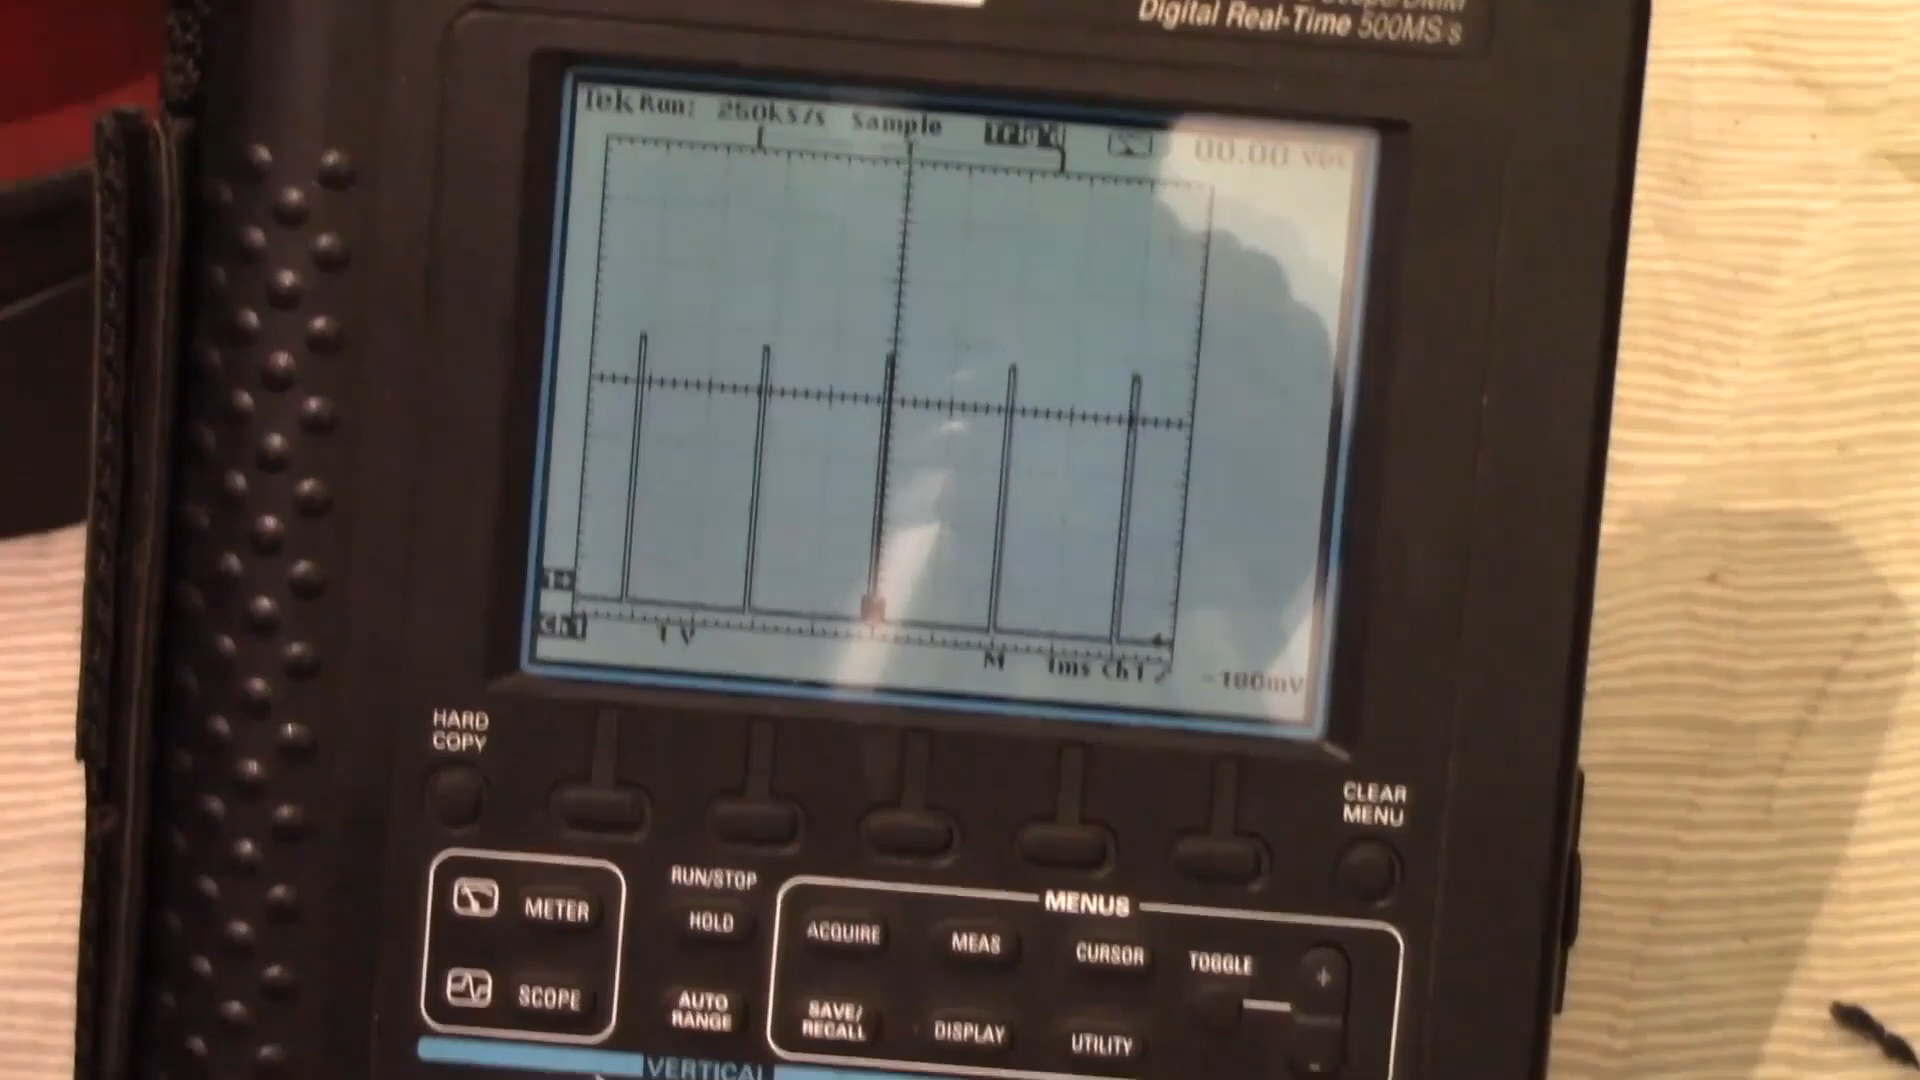 Digital Real-Time 500MS/s
Tek Run: 250kS/s Sample Trig'd
00.00 VDC
Ch1 1 V M 1ms Ch1 -180mV
HARD COPY
CLEAR MENU
RUN/STOP
MENUS
METER
HOLD
ACQUIRE
MEAS
CURSOR
TOGGLE
+
SCOPE
AUTO RANGE
SAVE/ RECALL
DISPLAY
UTILITY
-
VERTICAL